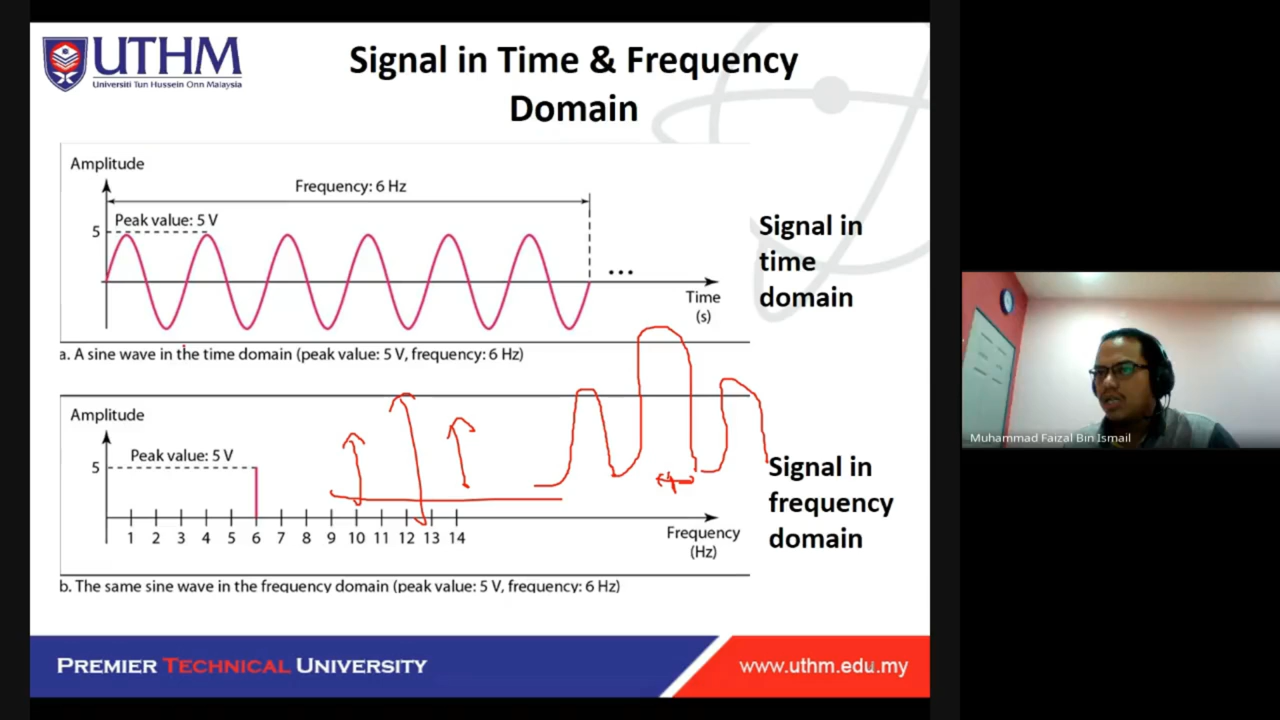 UTHM
Universiti Tun Hussein Onn Malaysia
Signal in Time & Frequency
Domain
Amplitude
Frequency: 6 Hz
Peak value: 5 V
5
...
Time
(s)
a. A sine wave in the time domain (peak value: 5 V, frequency: 6 Hz)
Signal in
time
domain
Amplitude
Peak value: 5 V
5
1 2 3 4 5 6 7 8 9 10 11 12 13 14
Frequency
(Hz)
b. The same sine wave in the frequency domain (peak value: 5 V, frequency: 6 Hz)
Signal in
frequency
domain
PREMIER TECHNICAL UNIVERSITY
www.uthm.edu.my
Muhammad Faizal Bin Ismail